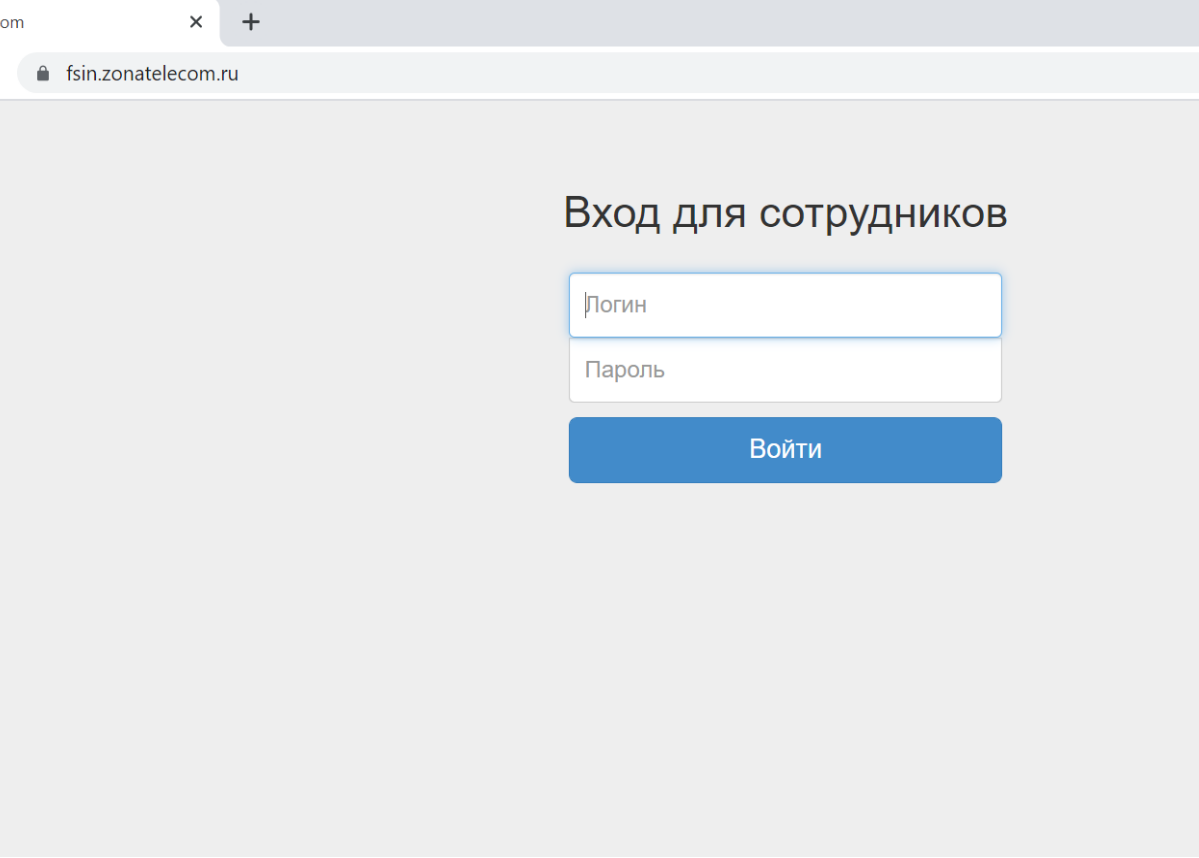 om
fsin.zonatelecom.ru
Вход для сотрудников
Логин
Пароль
Войти